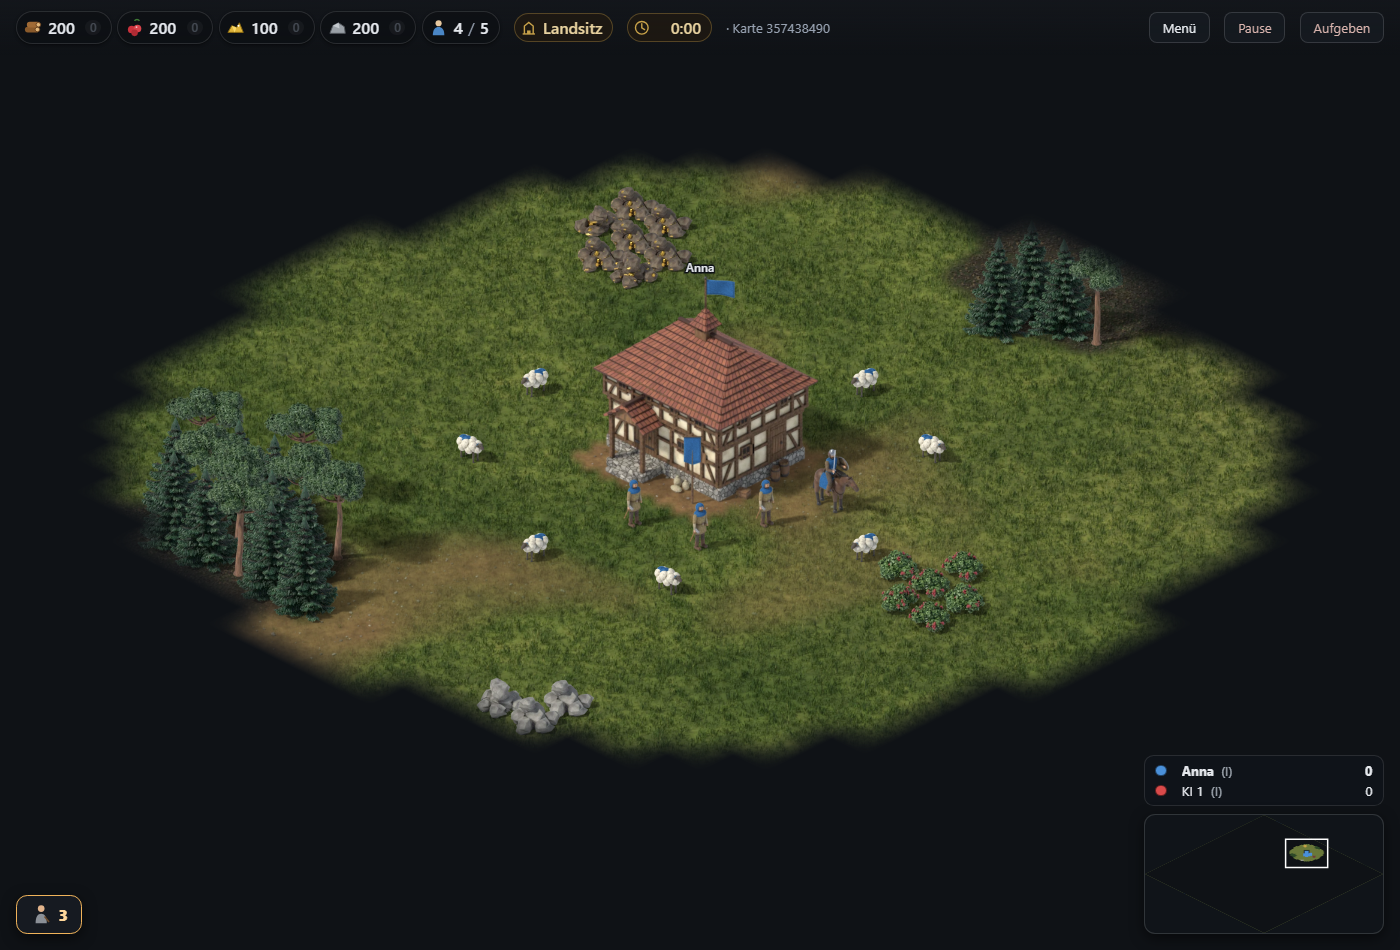 200 0 200 0 100 0 200 0 4 / 5 Landsitz 0:00 · Karte 357438490 Menü Pause Aufgeben
Anna
Anna (I) 0
KI 1 (I) 0
3